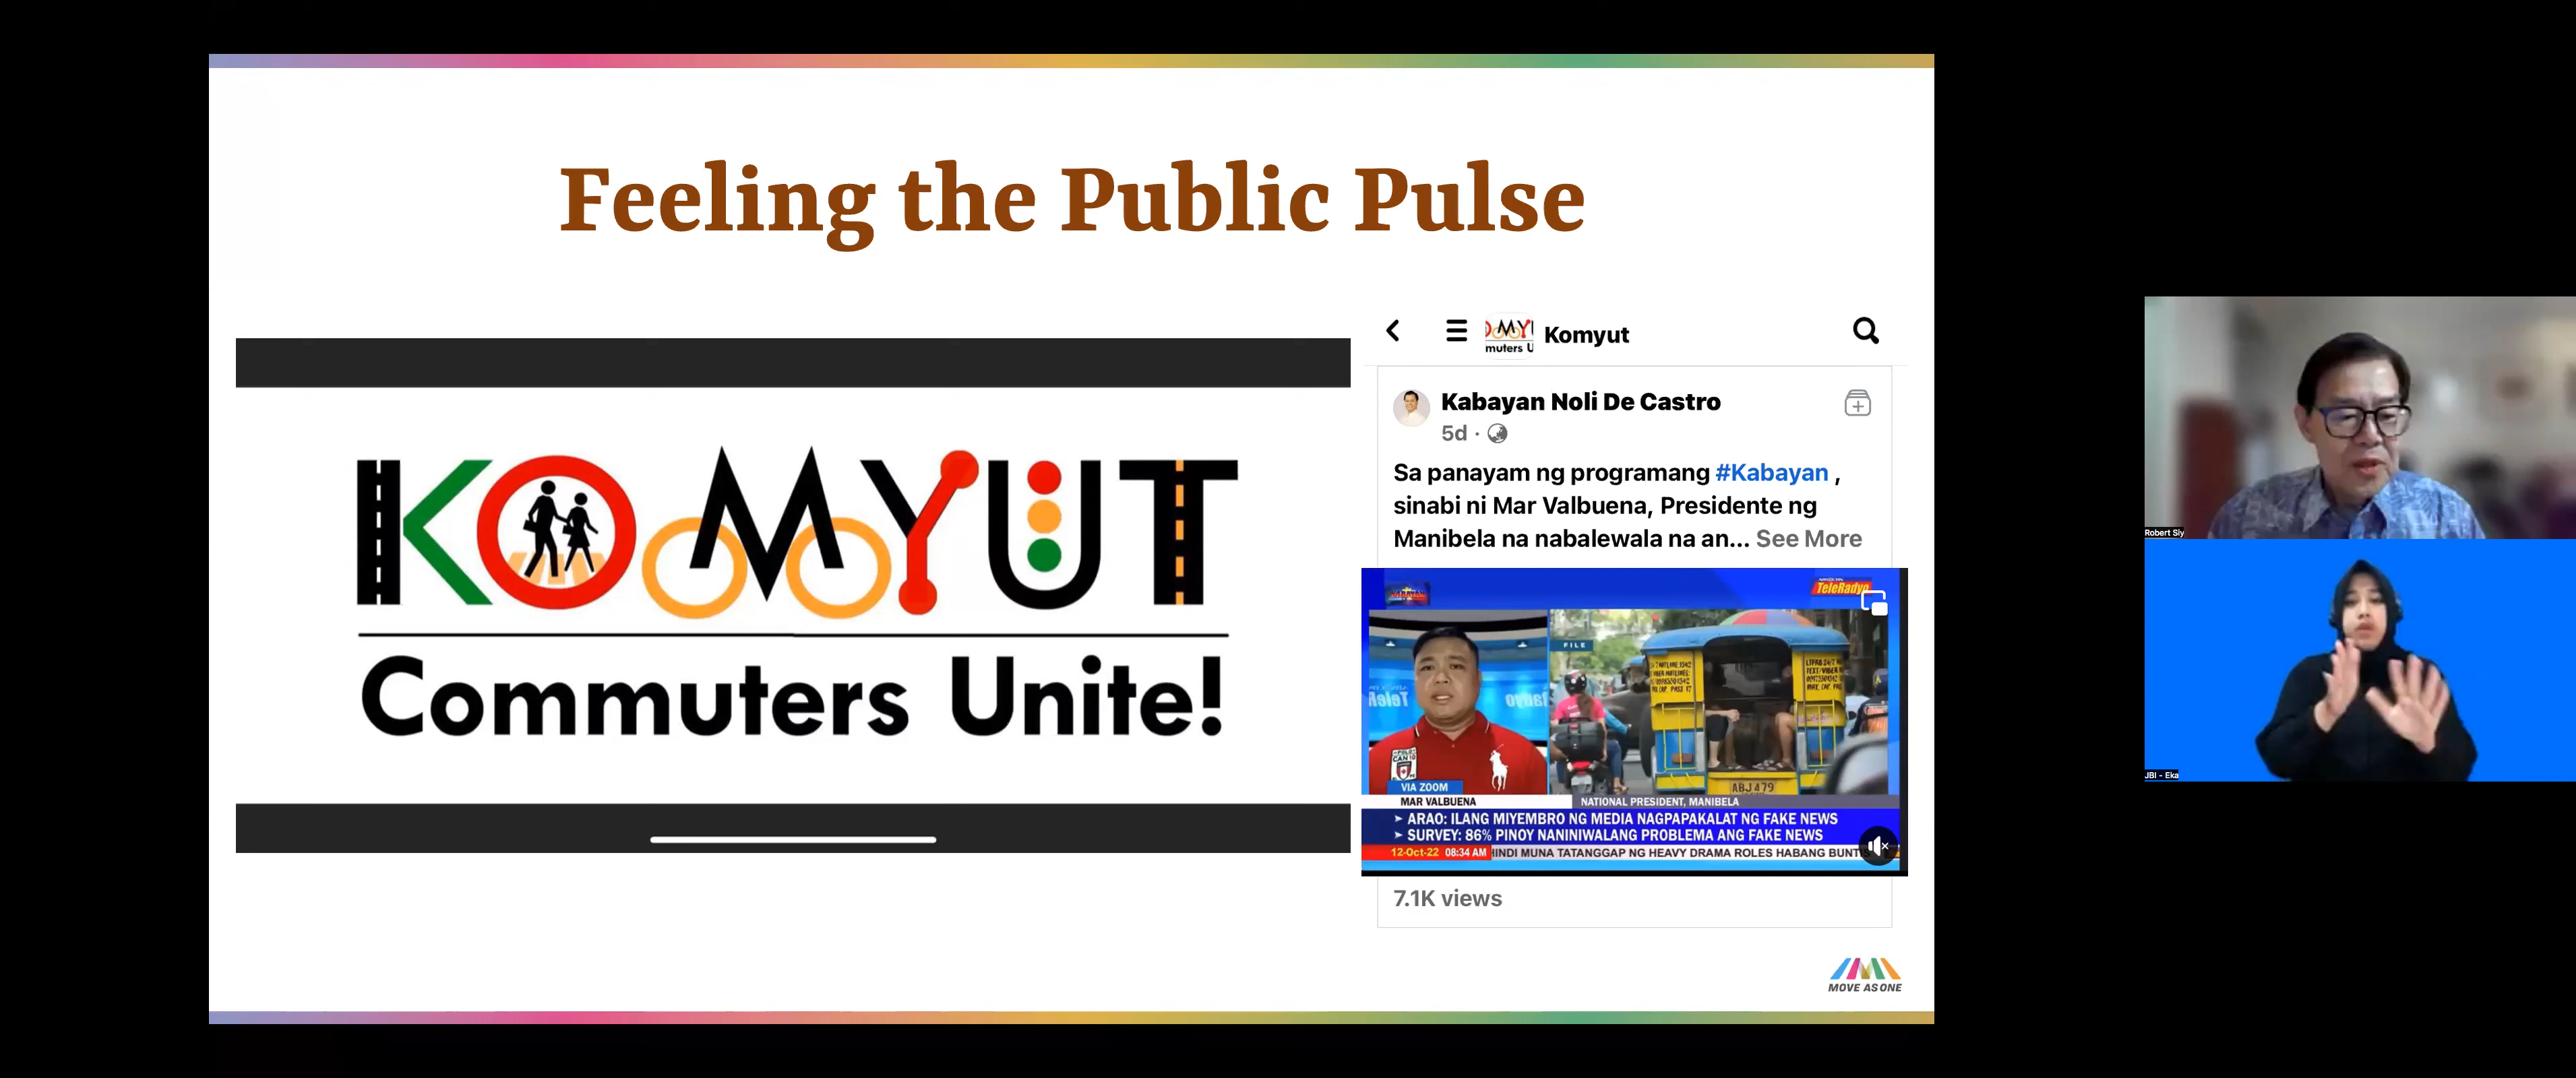 Feeling the Public Pulse
KOMYUT
Commuters Unite!
OMYU
muters U
Komyut
Kabayan Noli De Castro
5d ·
Sa panayam ng programang #Kabayan ,
sinabi ni Mar Valbuena, Presidente ng
Manibela na nabalewala na an... See More
TeleRadyo
FILE
ABJ 479
VIA ZOOM
MAR VALBUENA
NATIONAL PRESIDENT, MANIBELA
➤ ARAO: ILANG MIYEMBRO NG MEDIA NAGPAPAKALAT NG FAKE NEWS
➤ SURVEY: 86% PINOY NANINIWALANG PROBLEMA ANG FAKE NEWS
12-Oct-22 08:34 AM HINDI MUNA TATANGGAP NG HEAVY DRAMA ROLES HABANG BUNTIS
7.1K views
MOVE AS ONE
Robert Siy
JBI - Eka